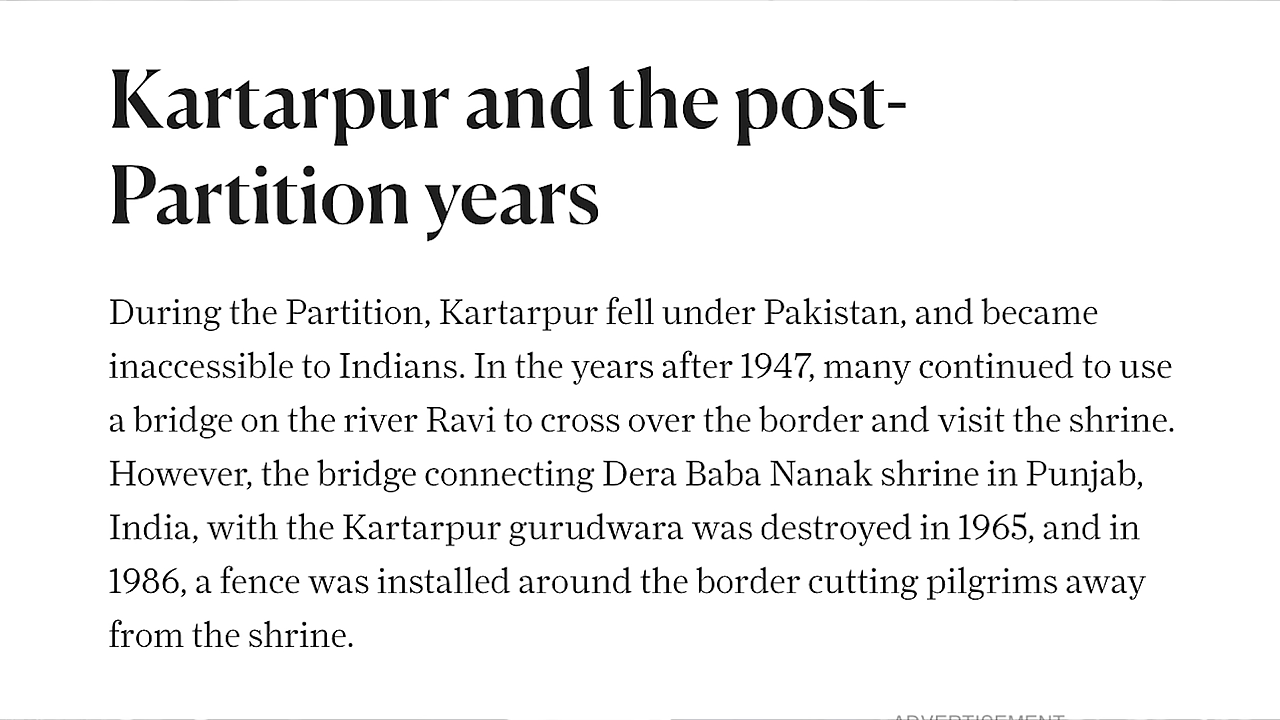 Kartarpur and the post-
Partition years
During the Partition, Kartarpur fell under Pakistan, and became
inaccessible to Indians. In the years after 1947, many continued to use
a bridge on the river Ravi to cross over the border and visit the shrine.
However, the bridge connecting Dera Baba Nanak shrine in Punjab,
India, with the Kartarpur gurudwara was destroyed in 1965, and in
1986, a fence was installed around the border cutting pilgrims away
from the shrine.
ADVERTISEMENT